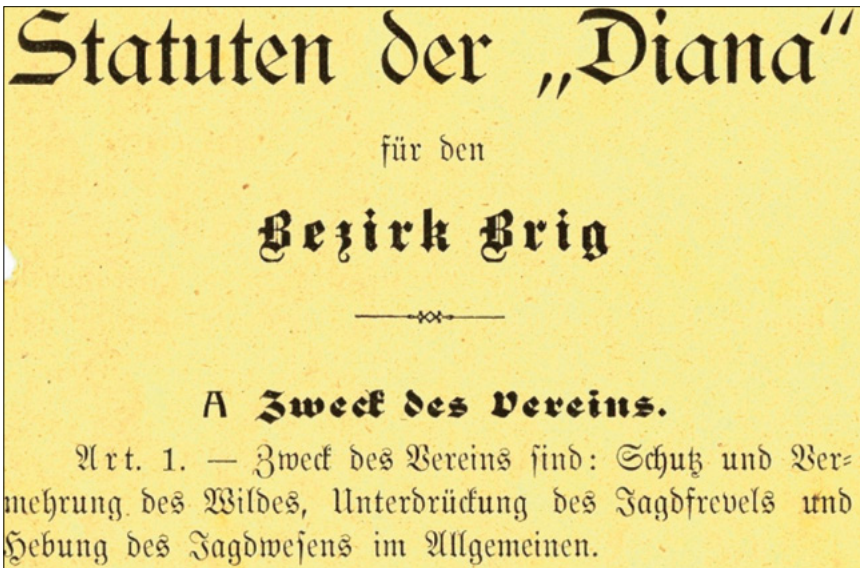 Statuten der „Diana“
für den
Bezirk Brig
A Zweck des Vereins.
Art. 1. — Zweck des Vereins sind: Schutz und Ver-
mehrung des Wildes, Unterdrückung des Jagdfrevels und
Hebung des Jagdwesens im Allgemeinen.